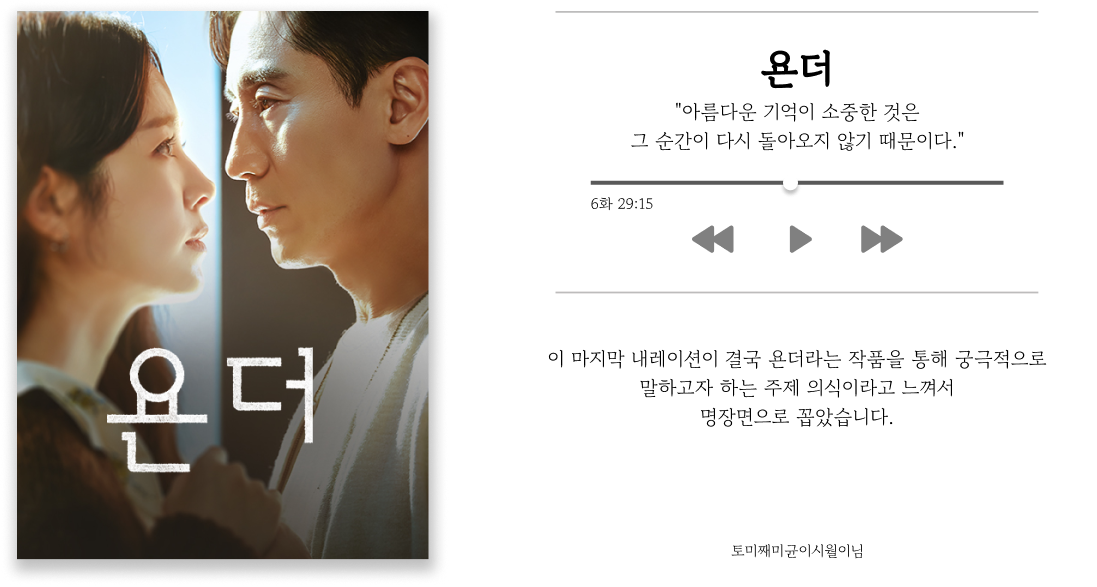 욘더
욘더
"아름다운 기억이 소중한 것은
그 순간이 다시 돌아오지 않기 때문이다."
6화 29:15
이 마지막 내레이션이 결국 욘더라는 작품을 통해 궁극적으로
말하고자 하는 주제 의식이라고 느껴서
명장면으로 꼽았습니다.
토미째미균이시월이님